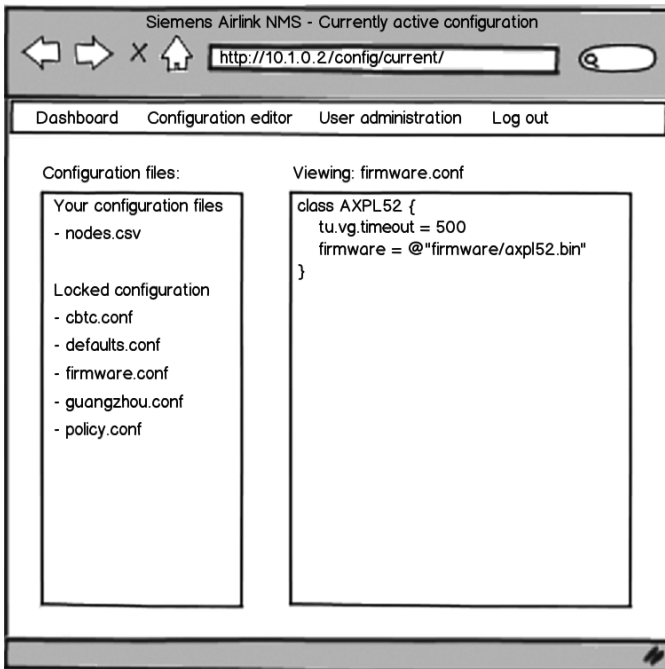 Siemens Airlink NMS - Currently active configuration
http://10.1.0.2/config/current/
Dashboard Configuration editor User administration Log out
Configuration files:
Your configuration files
- nodes.csv
Locked configuration
- cbtc.conf
- defaults.conf
- firmware.conf
- guangzhou.conf
- policy.conf
Viewing: firmware.conf
class AXPL52 {
tu.vg.timeout = 500
firmware = @"firmware/axpl52.bin"
}